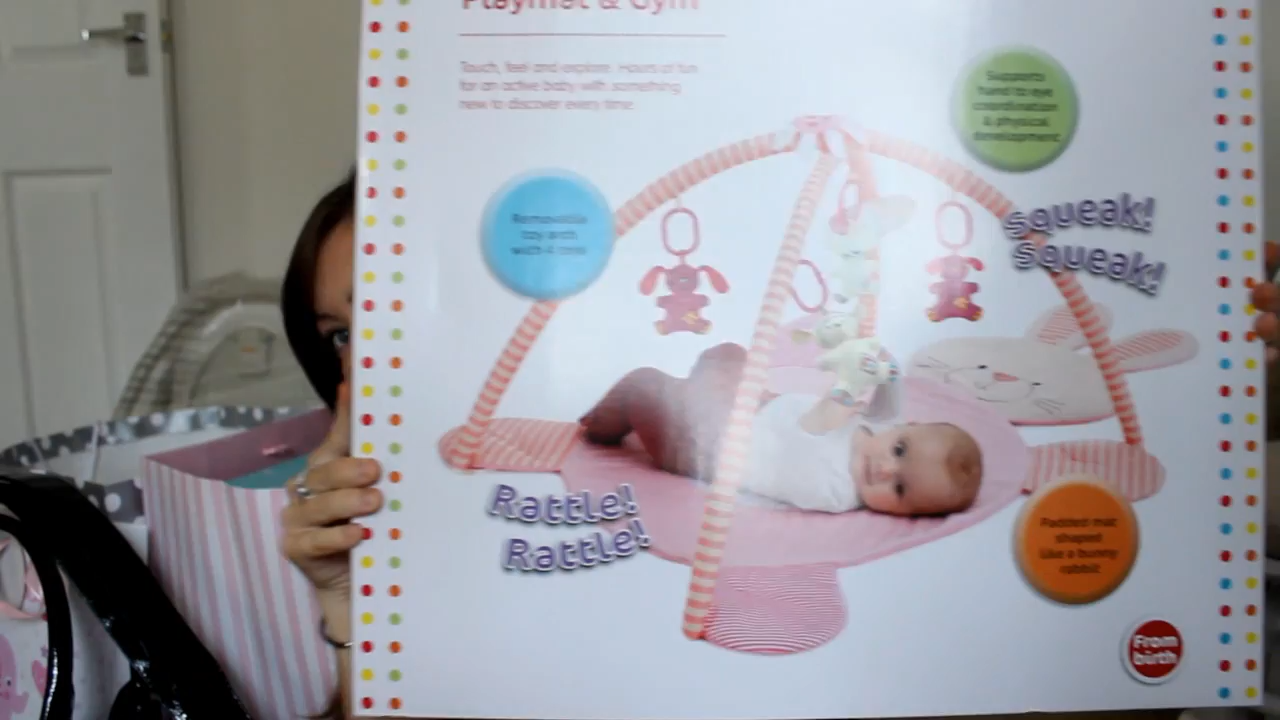 Playmat & Gym
Touch, feel and explore. Hours of fun
for an active baby with something
new to discover every time
Supports
hand to eye
coordination
& physical
development
Removable
toy arch
with 4 toys
Squeak!
Squeak!
Rattle!
Rattle!
Padded mat
shaped
like a bunny
rabbit
From
birth